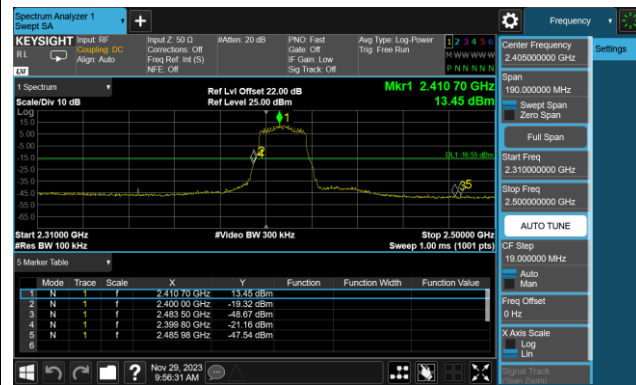 Spectrum Analyzer 1
Swept SA
Frequency
KEYSIGHT
RL
LXI
Input: RF
Coupling: DC
Align: Auto
Input Z: 50 Ω
Corrections: Off
Freq Ref: Int (S)
NFE: Off
#Atten: 20 dB
PNO: Fast
Gate: Off
IF Gain: Low
Sig Track: Off
Avg Type: Log-Power
Trig: Free Run
1 2 3 4 5 6
M W W W W W
P N N N N N
Center Frequency
2.405000000 GHz
Settings
1 Spectrum
Scale/Div 10 dB
Ref Lvl Offset 22.00 dB
Ref Level 25.00 dBm
Mkr1 2.410 70 GHz
13.45 dBm
Span
190.000000 MHz
Swept Span
Zero Span
Log
15.0
5.00
-5.00
-15.0
-25.0
-35.0
-45.0
-55.0
-65.0
1
DL1 -16.55 dBm
Full Span
Start Freq
2.310000000 GHz
Stop Freq
2.500000000 GHz
AUTO TUNE
Start 2.31000 GHz
#Res BW 100 kHz
#Video BW 300 kHz
Stop 2.50000 GHz
Sweep 1.00 ms (1001 pts)
CF Step
19.000000 MHz
Auto
Man
5 Marker Table
Mode Trace Scale X Y Function Function Width Function Value
1 N 1 f 2.410 70 GHz 13.45 dBm
2 N 1 f 2.400 00 GHz -19.32 dBm
3 N 1 f 2.483 50 GHz -48.67 dBm
4 N 1 f 2.399 80 GHz -21.16 dBm
5 N 1 f 2.485 98 GHz -47.54 dBm
6
Freq Offset
0 Hz
X Axis Scale
Log
Lin
Signal Track
(Span Zoom)
?
Nov 29, 2023
9:56:31 AM